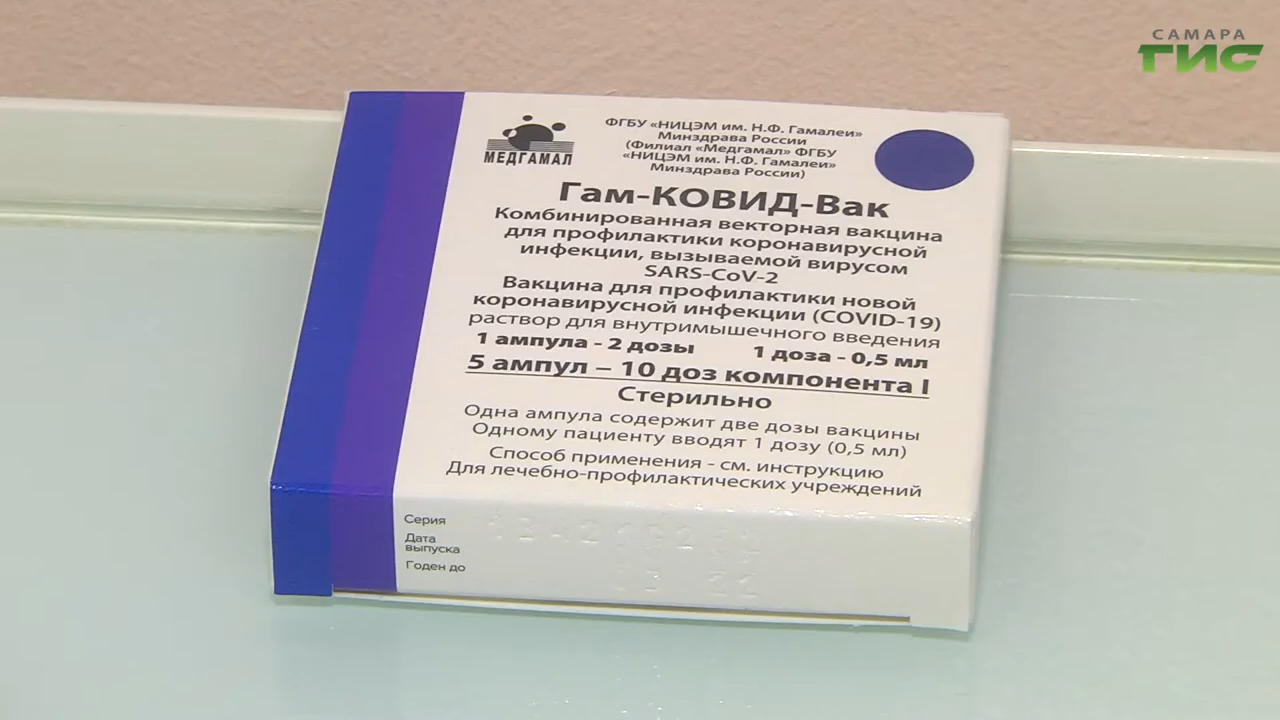 САМАРА
ГИС
МЕДГАМАЛ
ФГБУ «НИЦЭМ им. Н.Ф. Гамалеи»
Минздрава России
(Филиал «Медгамал» ФГБУ
«НИЦЭМ им. Н.Ф. Гамалеи»
Минздрава России)
Гам-КОВИД-Вак
Комбинированная векторная вакцина
для профилактики коронавирусной
инфекции, вызываемой вирусом
SARS-CoV-2
Вакцина для профилактики новой
коронавирусной инфекции (COVID-19)
раствор для внутримышечного введения
1 ампула - 2 дозы 1 доза - 0,5 мл
5 ампул – 10 доз компонента I
Стерильно
Одна ампула содержит две дозы вакцины
Одному пациенту вводят 1 дозу (0,5 мл)
Способ применения - см. инструкцию
Для лечебно-профилактических учреждений
Серия
Дата
выпуска
Годен до